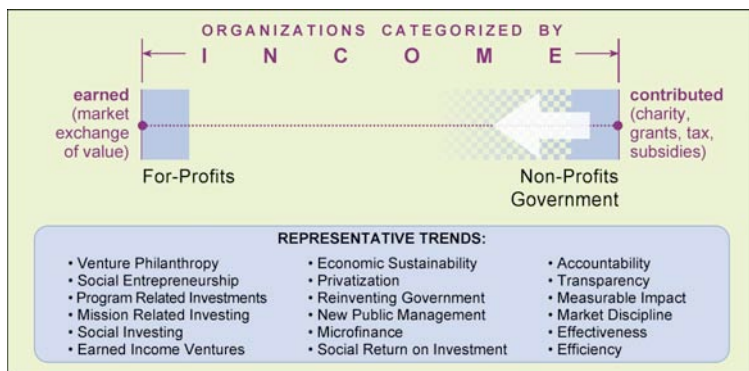 ORGANIZATIONS CATEGORIZED BY
I N C O M E
earned
(market
exchange
of value)
contributed
(charity,
grants, tax,
subsidies)
For-Profits
Non-Profits
Government
REPRESENTATIVE TRENDS:
• Venture Philanthropy
• Social Entrepreneurship
• Program Related Investments
• Mission Related Investing
• Social Investing
• Earned Income Ventures
• Economic Sustainability
• Privatization
• Reinventing Government
• New Public Management
• Microfinance
• Social Return on Investment
• Accountability
• Transparency
• Measurable Impact
• Market Discipline
• Effectiveness
• Efficiency